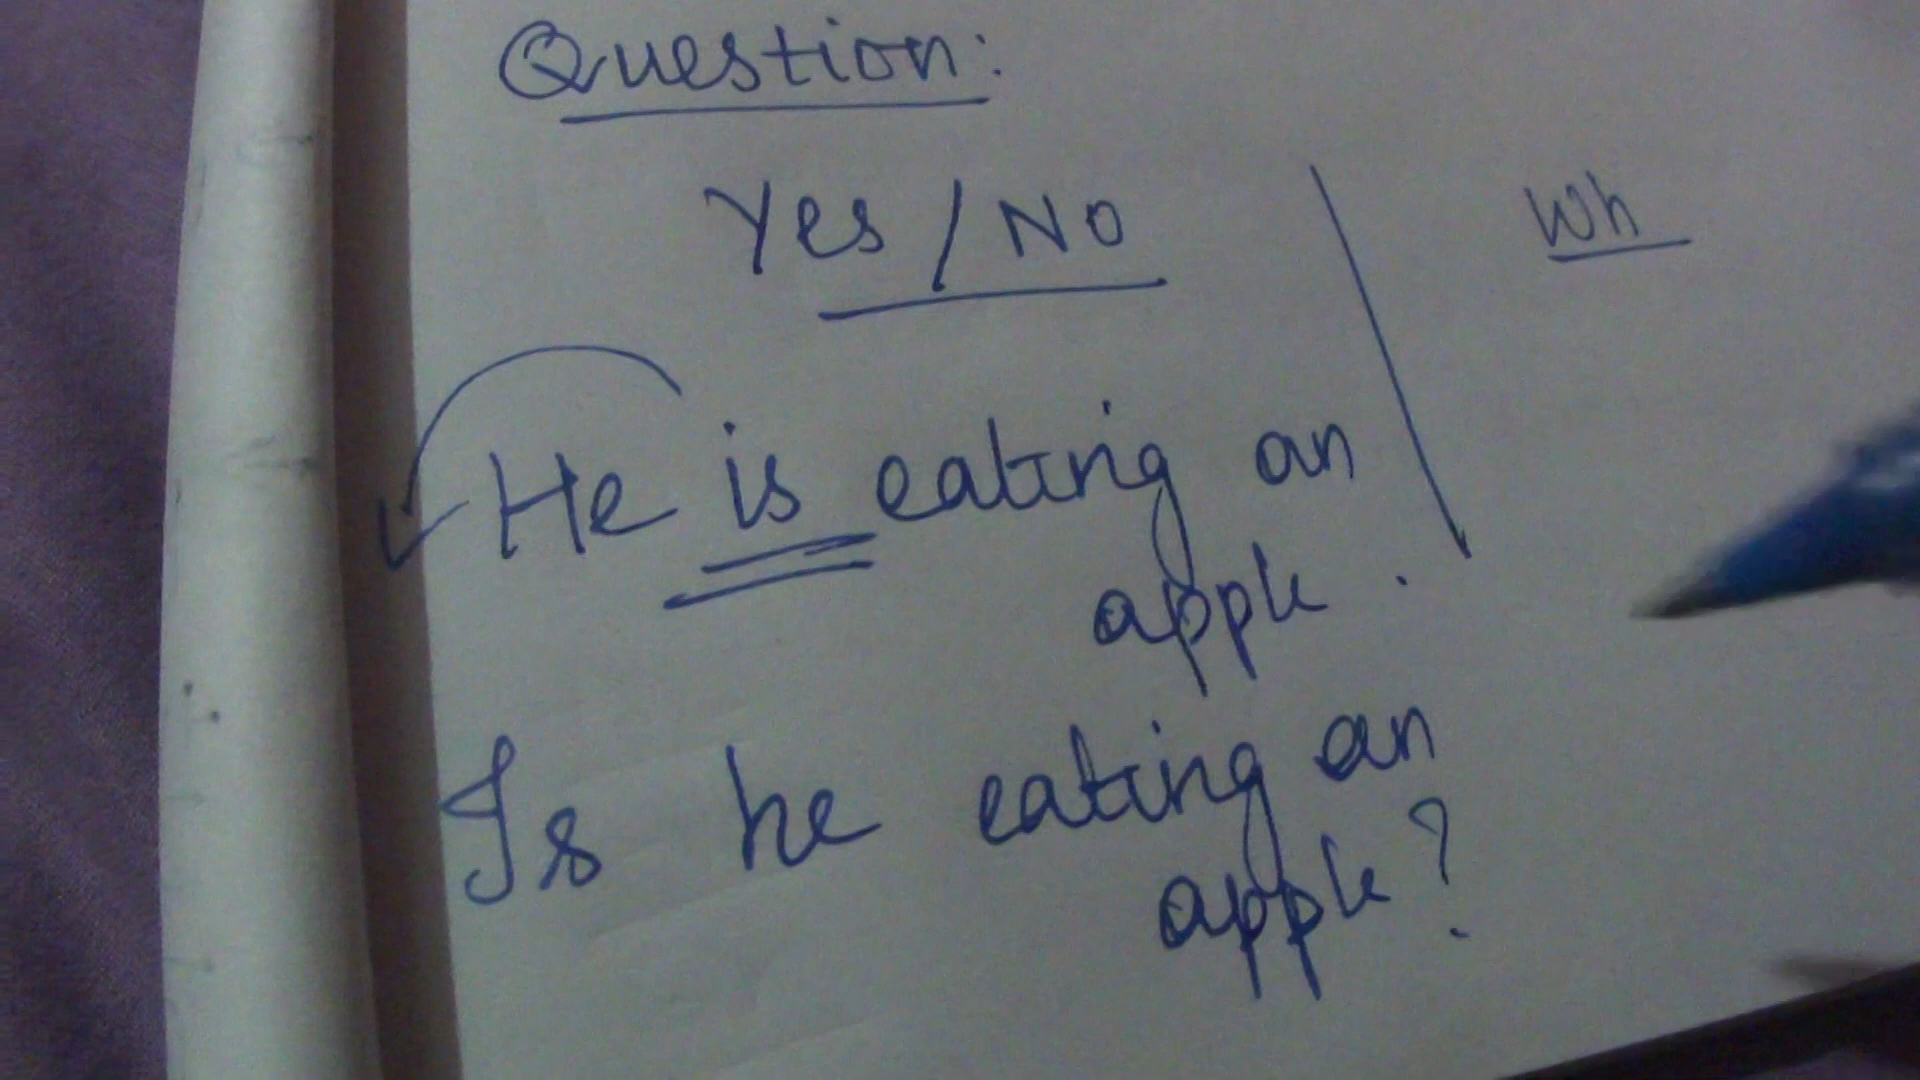 Question:
Yes / No
Wh
He is eating an
apple.
Is he eating an
apple?